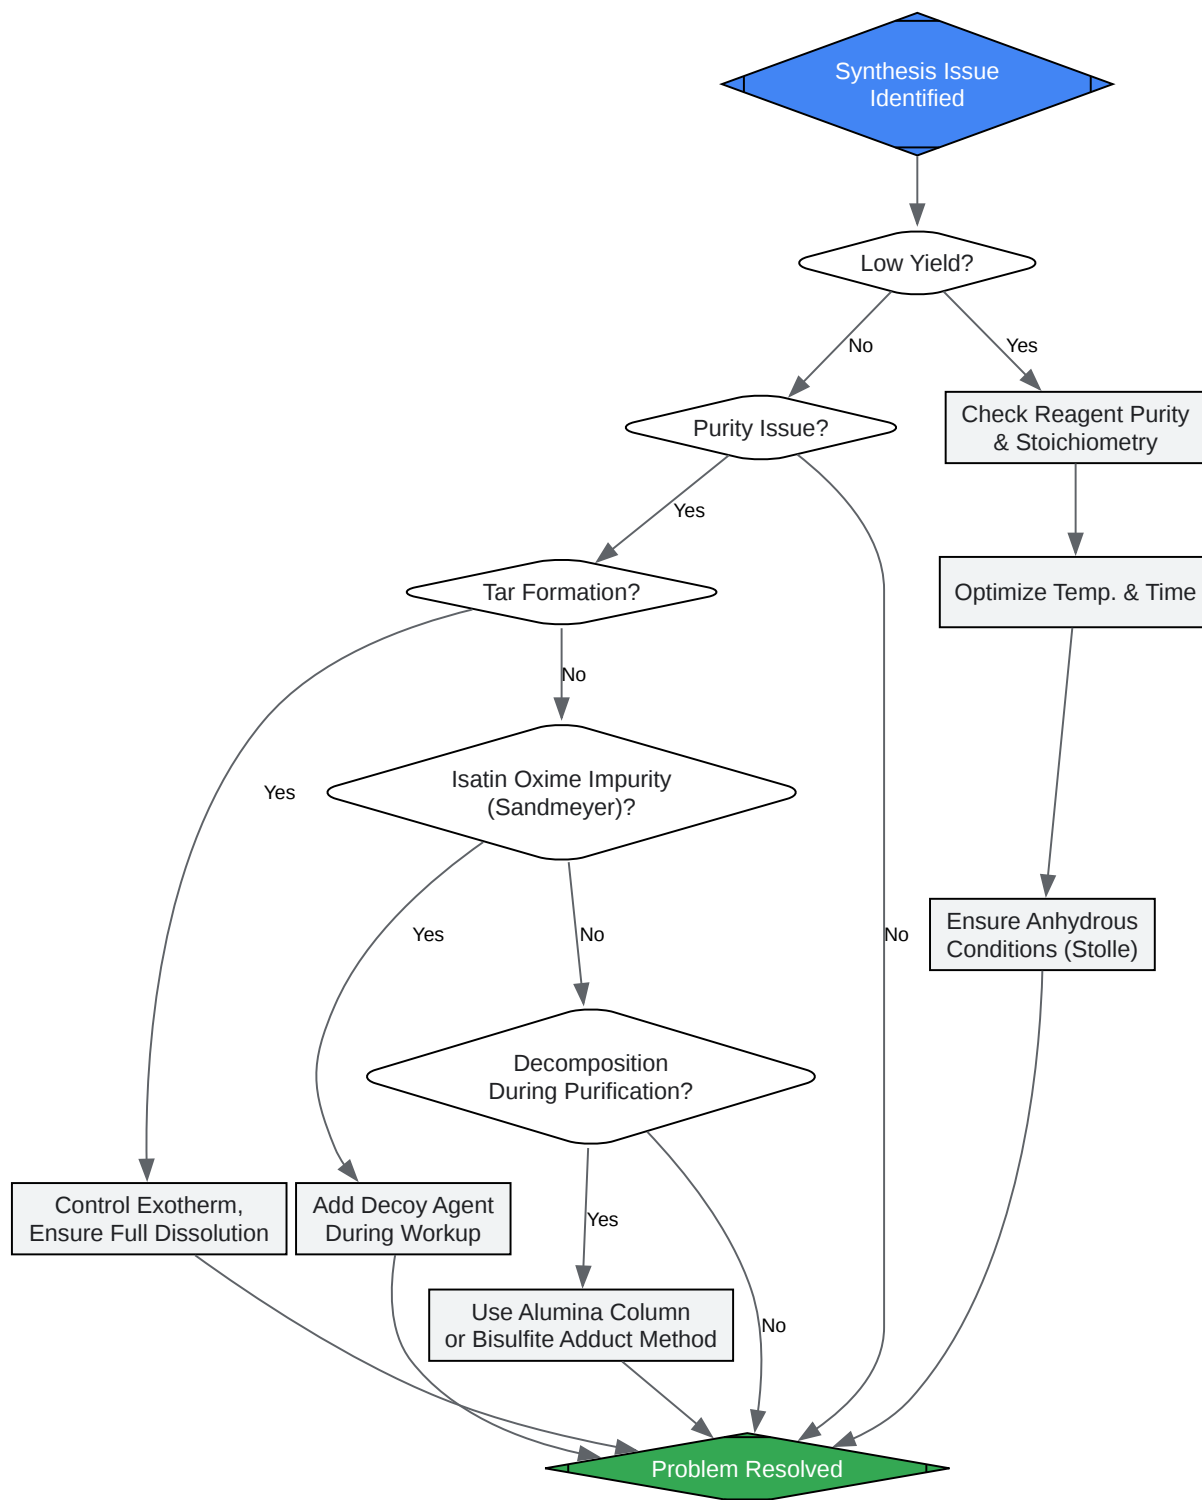 Synthesis Issue
Identified
Low Yield?
No
Yes
Purity Issue?
Check Reagent Purity
& Stoichiometry
Yes
Tar Formation?
Optimize Temp. & Time
No
Isatin Oxime Impurity
(Sandmeyer)?
Yes
Yes
No
No
Ensure Anhydrous
Conditions (Stolle)
Decomposition
During Purification?
Control Exotherm,
Ensure Full Dissolution
Add Decoy Agent
During Workup
Yes
Use Alumina Column
or Bisulfite Adduct Method
No
Problem Resolved